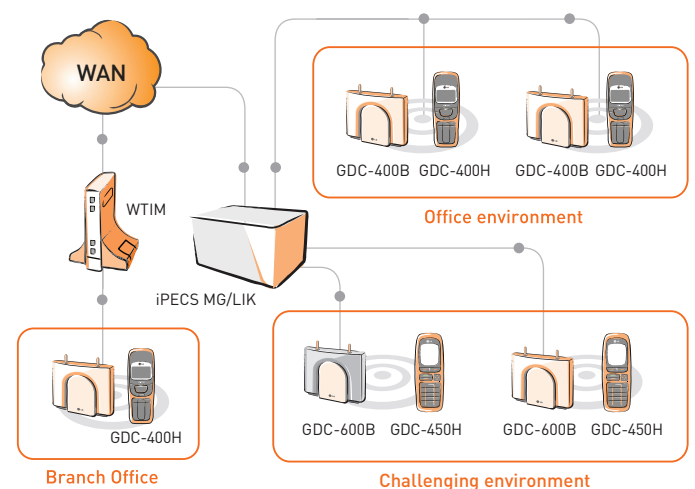 WAN
GDC-400B GDC-400H GDC-400B GDC-400H
Office environment
WTIM
iPECS MG/LIK
GDC-400H
Branch Office
GDC-600B GDC-450H GDC-600B GDC-450H
Challenging environment